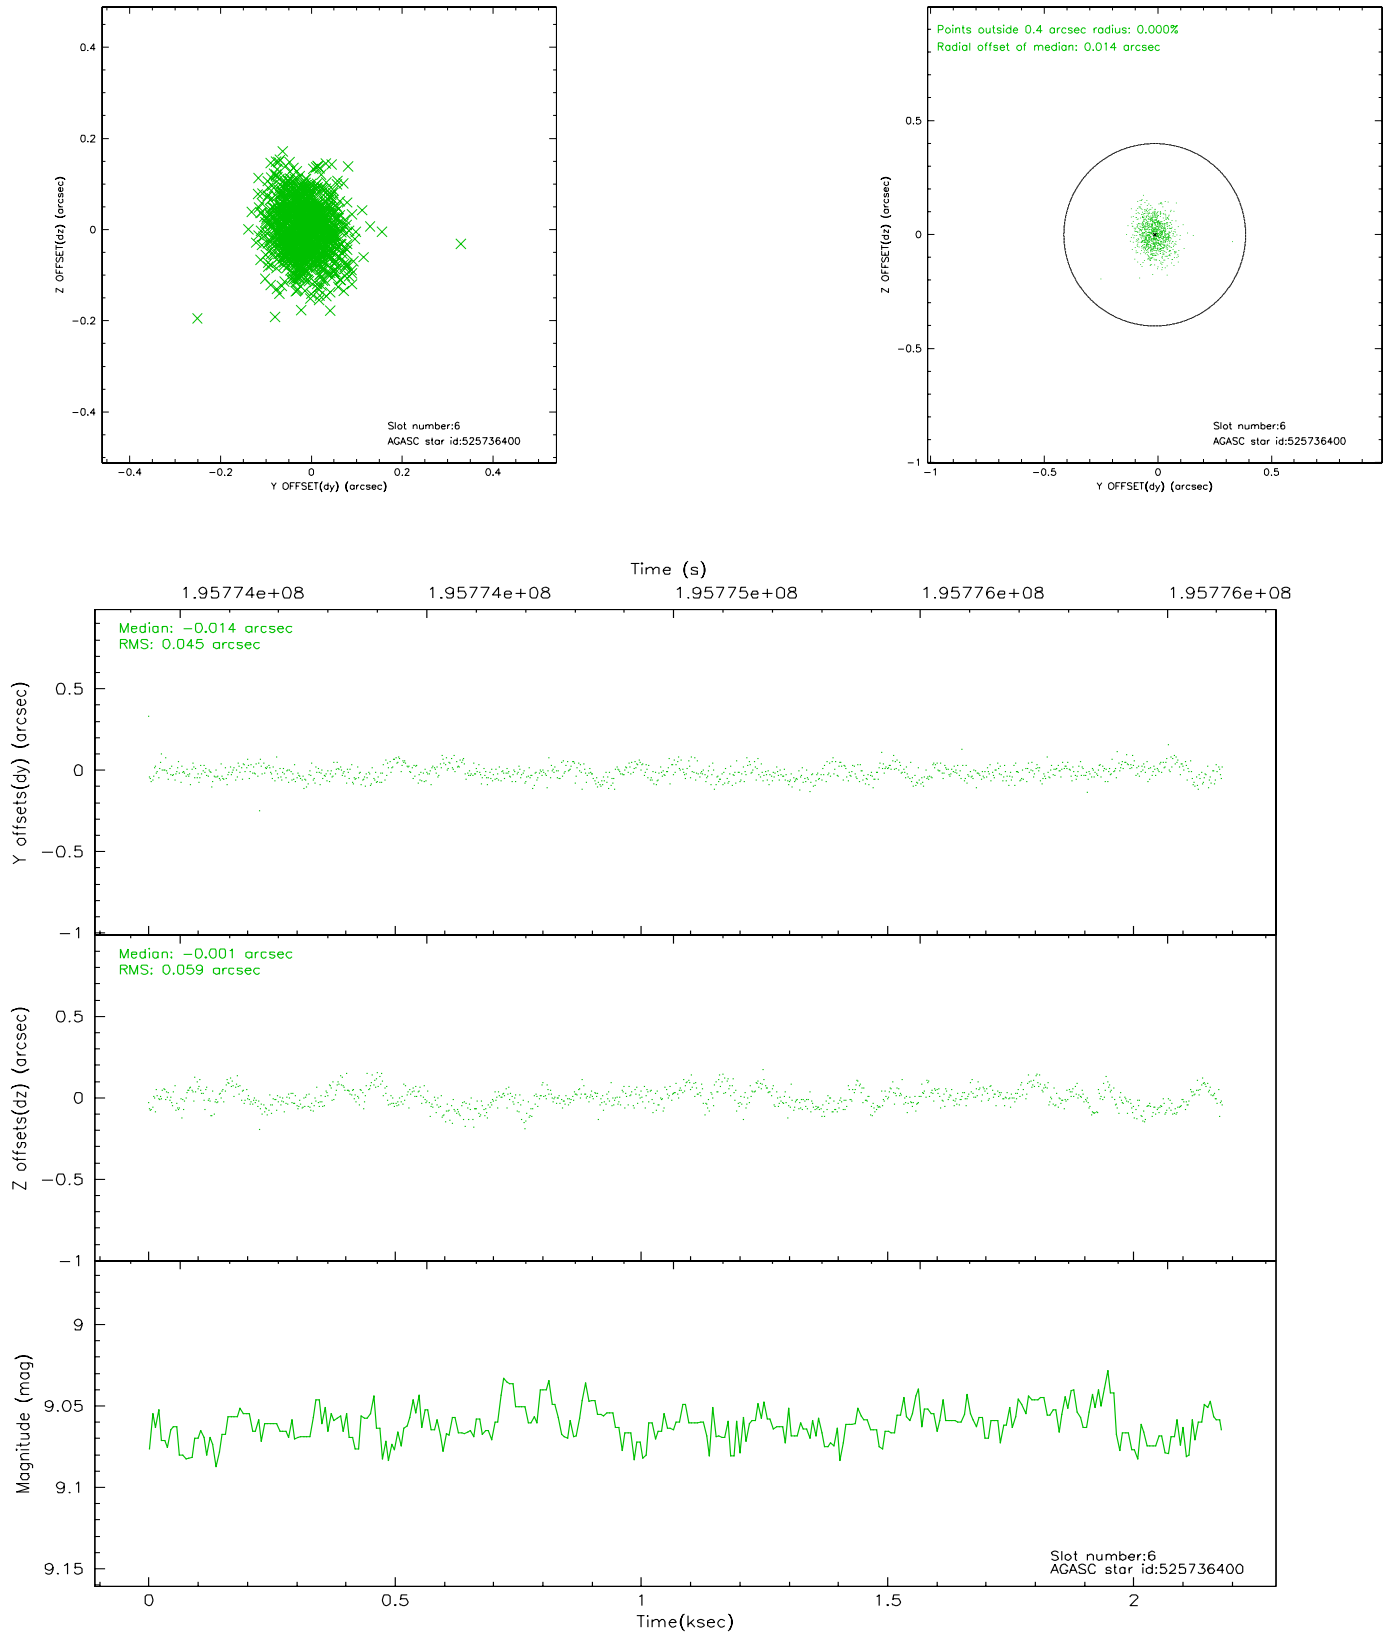 0.4
0.2
0
−0.2
−0.4
Z OFFSET(dz) (arcsec)
Slot number:6
AGASC star id:525736400
−0.4 −0.2 0 0.2 0.4
Y OFFSET(dy) (arcsec)
Points outside 0.4 arcsec radius: 0.000%
Radial offset of median: 0.014 arcsec
0.5
0
−0.5
−1
Z OFFSET(dz) (arcsec)
Slot number:6
AGASC star id:525736400
−1 −0.5 0 0.5
Y OFFSET(dy) (arcsec)
Time (s)
1.95774e+08 1.95774e+08 1.95775e+08 1.95776e+08 1.95776e+08
Median: −0.014 arcsec
RMS: 0.045 arcsec
0.5
0
−0.5
−1
Y offsets(dy) (arcsec)
Median: −0.001 arcsec
RMS: 0.059 arcsec
0.5
0
−0.5
−1
Z offsets(dz) (arcsec)
9
9.05
9.1
9.15
Magnitude (mag)
Slot number:6
AGASC star id:525736400
0 0.5 1 1.5 2
Time(ksec)